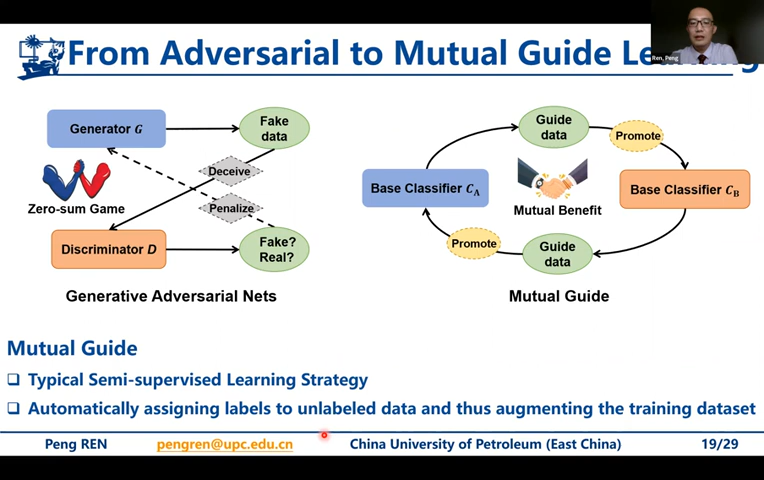 From Adversarial to Mutual Guide Learning
Ren, Peng
Generator G
Fake
data
Deceive
Penalize
Zero-sum Game
Discriminator D
Fake?
Real?
Generative Adversarial Nets
Guide
data
Promote
Base Classifier C_A
Mutual Benefit
Base Classifier C_B
Promote
Guide
data
Mutual Guide
Mutual Guide
❑ Typical Semi-supervised Learning Strategy
❑ Automatically assigning labels to unlabeled data and thus augmenting the training dataset
Peng REN pengren@upc.edu.cn China University of Petroleum (East China) 19/29